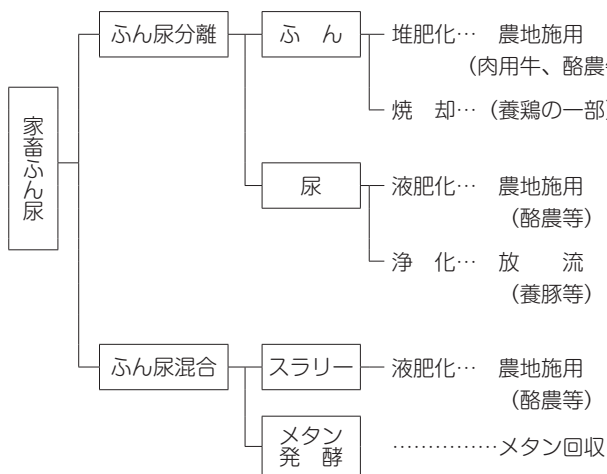 家畜ふん尿
ふん尿分離
ふ ん
堆肥化… 農地施用
(肉用牛、酪農
焼 却… (養鶏の一部)
尿
液肥化… 農地施用
(酪農等)
浄 化… 放 流
(養豚等)
ふん尿混合
スラリー
液肥化… 農地施用
(酪農等)
メタン
発 酵
……………メタン回収